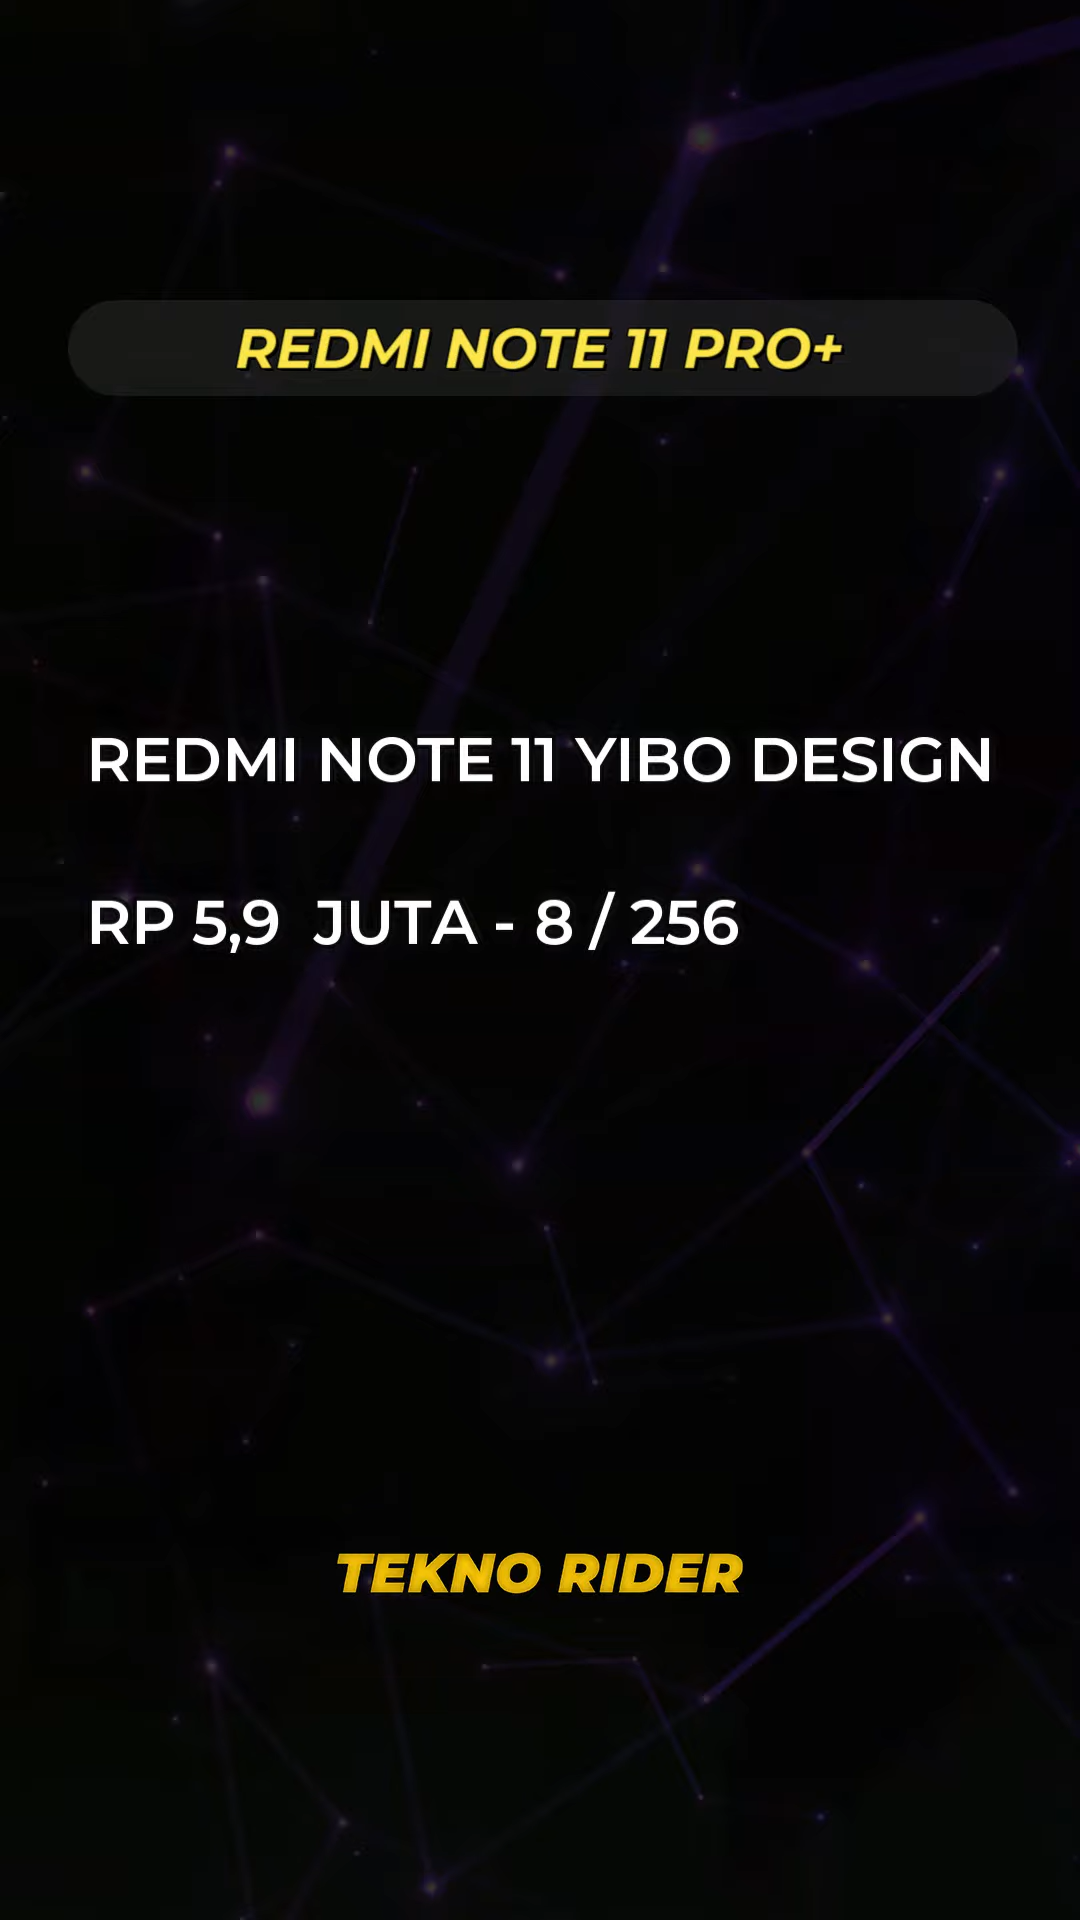 REDMI NOTE 11 PRO+
REDMI NOTE 11 YIBO DESIGN
RP 5,9  JUTA - 8 / 256
TEKNO RIDER